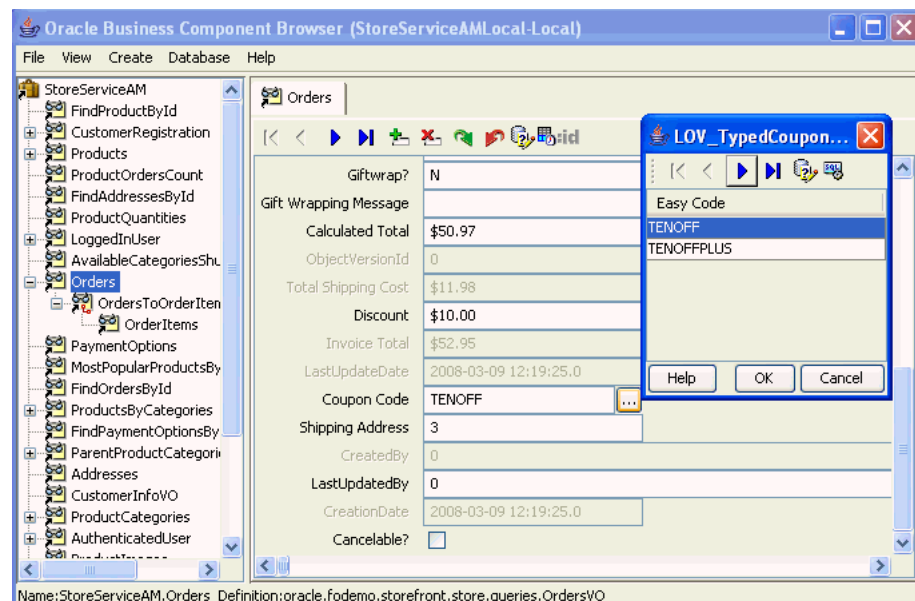 Oracle Business Component Browser (StoreServiceAMLocal-Local)
File View Create Database Help
StoreServiceAM
FindProductById
CustomerRegistration
Products
ProductOrdersCount
FindAddressesById
ProductQuantities
LoggedInUser
AvailableCategoriesShu
Orders
OrdersToOrderIten
OrderItems
PaymentOptions
MostPopularProductsBy
FindOrdersById
ProductsByCategories
FindPaymentOptionsBy
ParentProductCategori
Addresses
CustomerInfoVO
ProductCategories
AuthenticatedUser
Orders
:id
Giftwrap? N
Gift Wrapping Message
Calculated Total $50.97
ObjectVersionId 0
Total Shipping Cost $11.98
Discount $10.00
Invoice Total $52.95
LastUpdateDate 2008-03-09 12:19:25.0
Coupon Code TENOFF ...
Shipping Address 3
CreatedBy 0
LastUpdatedBy 0
CreationDate 2008-03-09 12:19:25.0
Cancelable?
LOV_TypedCoupon...
SQL
Easy Code
TENOFF
TENOFFPLUS
Help OK Cancel
Name:StoreServiceAM.Orders Definition:oracle.fodemo.storefront.store.queries.OrdersVO